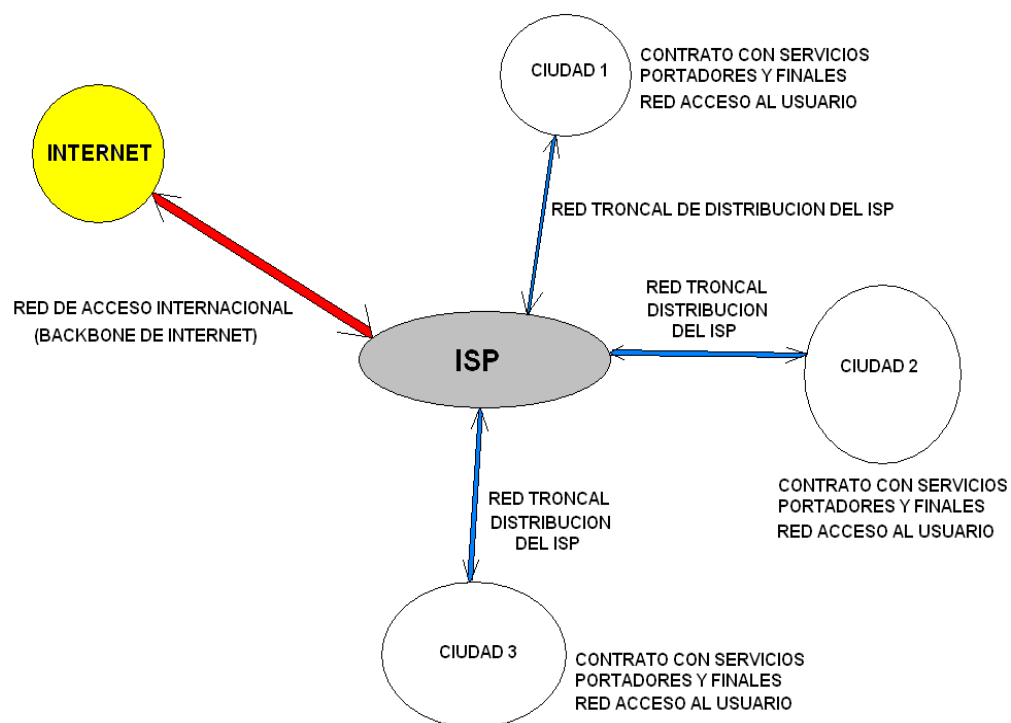 CIUDAD 1
CONTRATO CON SERVICIOS
PORTADORES Y FINALES
RED ACCESO AL USUARIO
INTERNET
RED TRONCAL DE DISTRIBUCION DEL ISP
RED DE ACCESO INTERNACIONAL
(BACKBONE DE INTERNET)
RED TRONCAL
DISTRIBUCION
DEL ISP
ISP
CIUDAD 2
CONTRATO CON SERVICIOS
PORTADORES Y FINALES
RED ACCESO AL USUARIO
RED TRONCAL
DISTRIBUCION
DEL ISP
CIUDAD 3
CONTRATO CON SERVICIOS
PORTADORES Y FINALES
RED ACCESO AL USUARIO